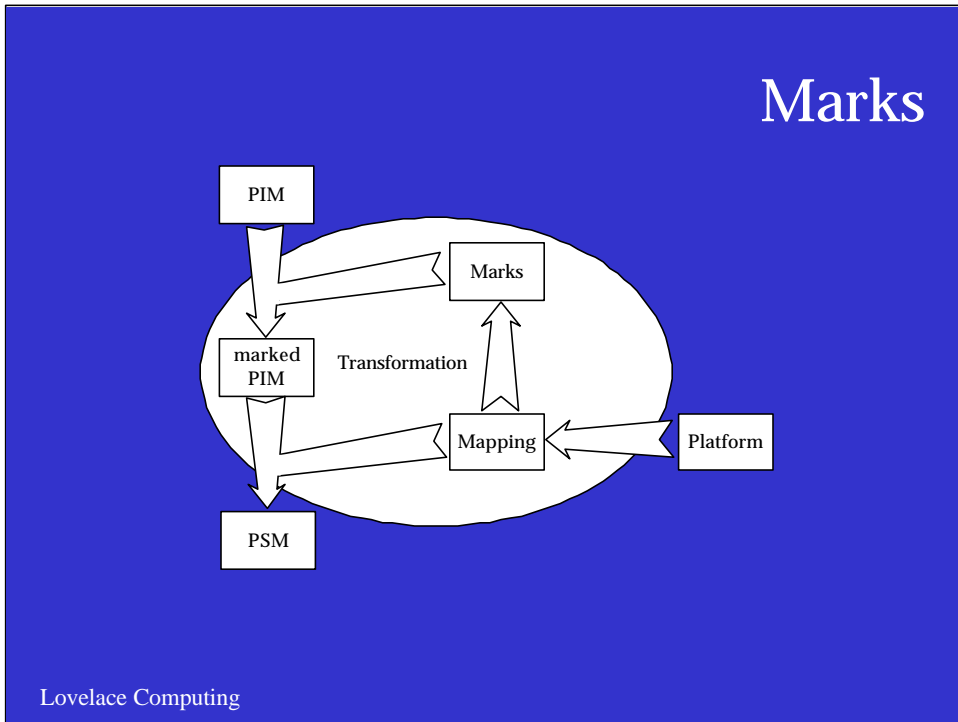 Marks
PIM
Marks
marked
PIM
Transformation
Mapping
Platform
PSM
Lovelace Computing